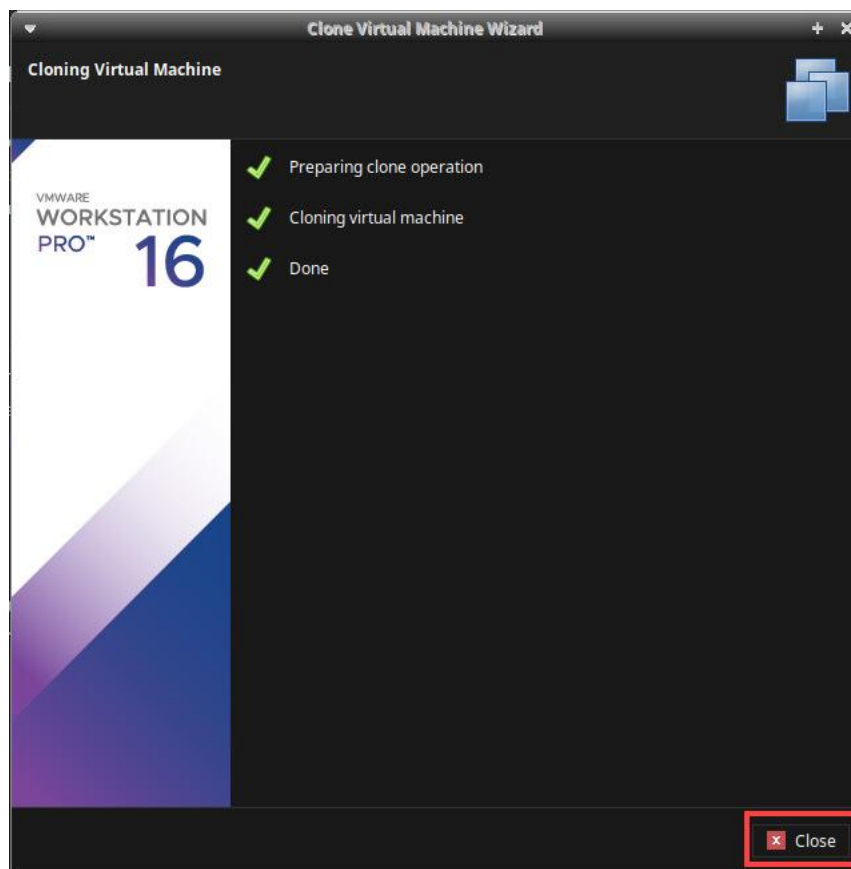 Clone Virtual Machine Wizard
Cloning Virtual Machine
VMWARE
WORKSTATION
PRO™ 16
Preparing clone operation
Cloning virtual machine
Done
Close